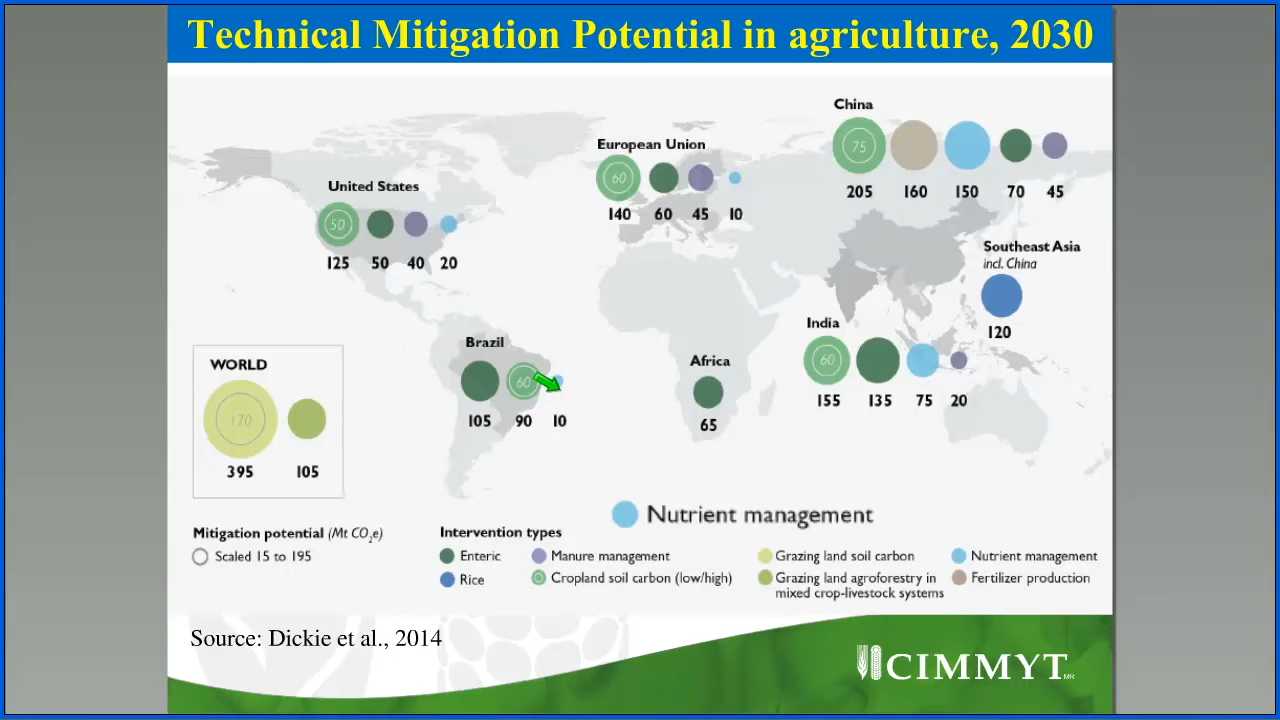 Technical Mitigation Potential in agriculture, 2030
China
75
205 160 150 70 45
European Union
60
140 60 45 10
United States
50
125 50 40 20
Southeast Asia
incl. China
120
India
60
155 135 75 20
Brazil
60
105 90 10
Africa
65
WORLD
170
395 105
Nutrient management
Mitigation potential (Mt CO2e)
Scaled 15 to 195
Intervention types
Enteric
Rice
Manure management
Cropland soil carbon (low/high)
Grazing land soil carbon
Grazing land agroforestry in
mixed crop-livestock systems
Nutrient management
Fertilizer production
Source: Dickie et al., 2014
CIMMYT MR